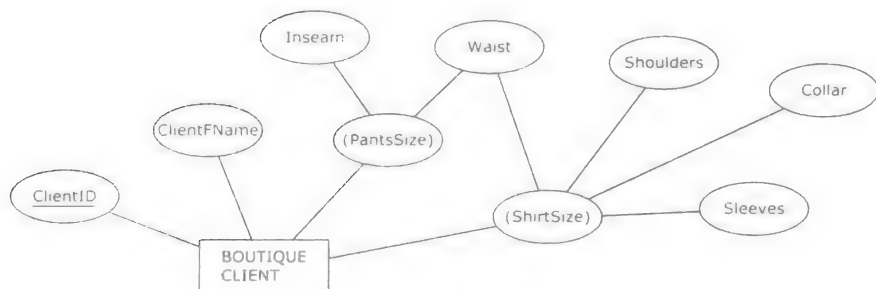 Insearn
Waist
Shoulders
Collar
ClientFName
(PantsSize)
ClientID
(ShirtSize)
Sleeves
BOUTIQUE
CLIENT